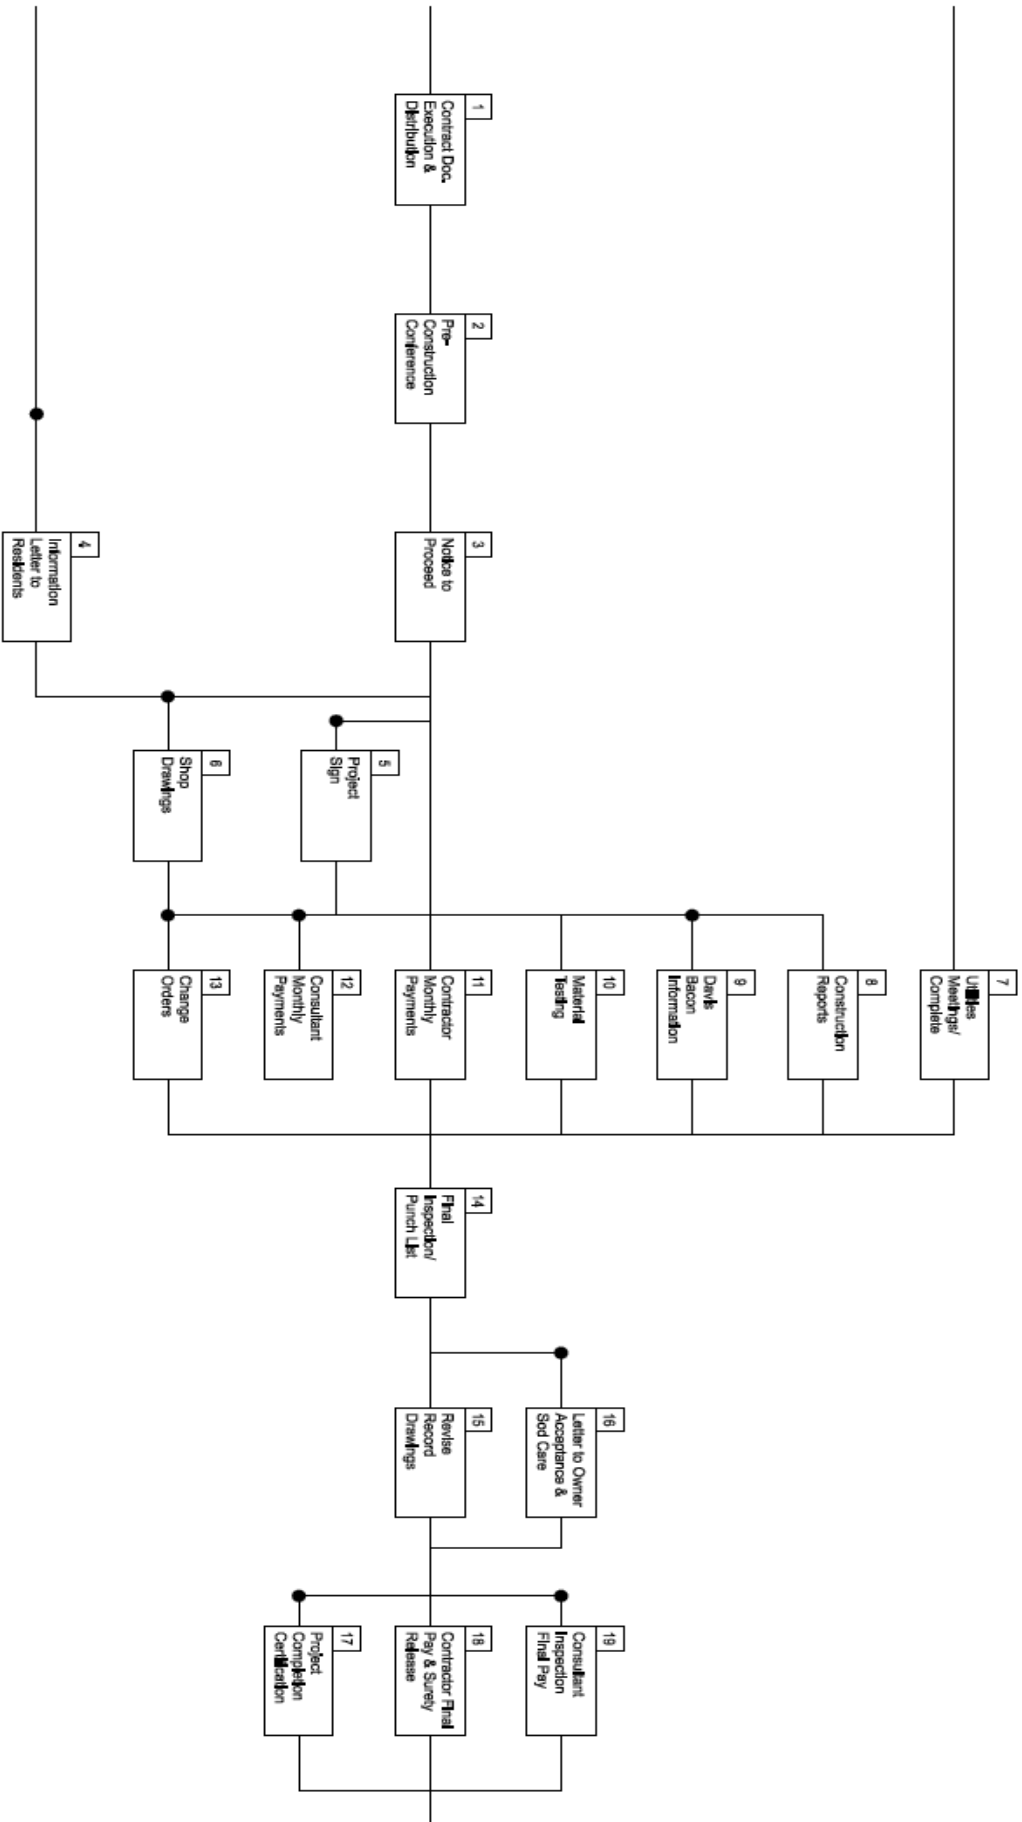 1
Contract Doc.
Execution &
Distribution
2
Pre-
Construction
Conference
3
Notice to
Proceed
4
Information
Letter to
Residents
5
Project
Sign
6
Shop
Drawings
7
Utilities
Meetings/
Complete
8
Construction
Reports
9
Davis
Bacon
Information
10
Material
Testing
11
Contractor
Monthly
Payments
12
Consultant
Monthly
Payments
13
Change
Orders
14
Final
Inspection/
Punch List
15
Revise
Record
Drawings
16
Letter to Owner
Acceptance &
Sod Care
17
Project
Completion
Certification
18
Contractor Final
Pay & Surety
Release
19
Consultant
Inspection
Final Pay